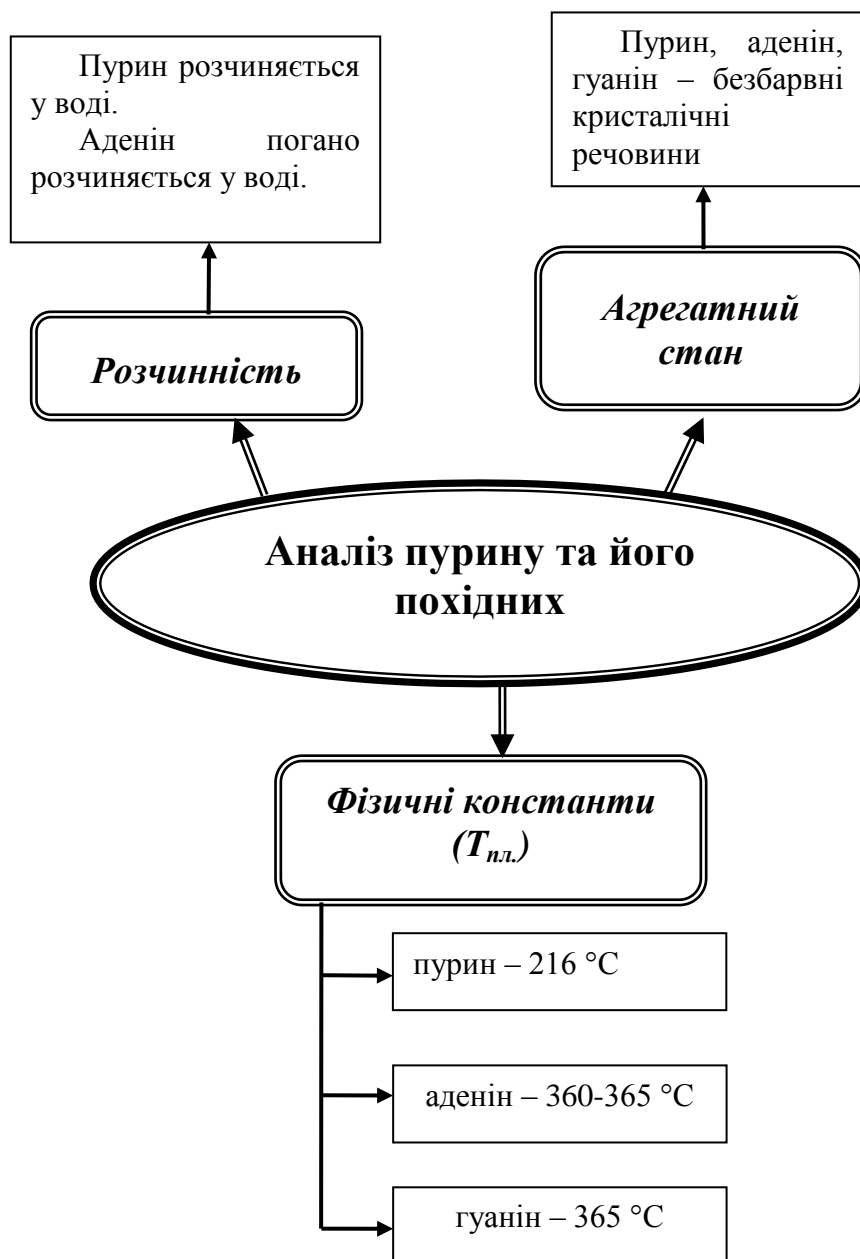 Пурин розчиняється
у воді.
Аденін погано
розчиняється у воді.
Пурин, аденін,
гуанін – безбарвні
кристалічні
речовини
Розчинність
Агрегатний
стан
Аналіз пурину та його
похідних
Фізичні константи
(Тпл.)
пурин – 216 °С
аденін – 360-365 °С
гуанін – 365 °С